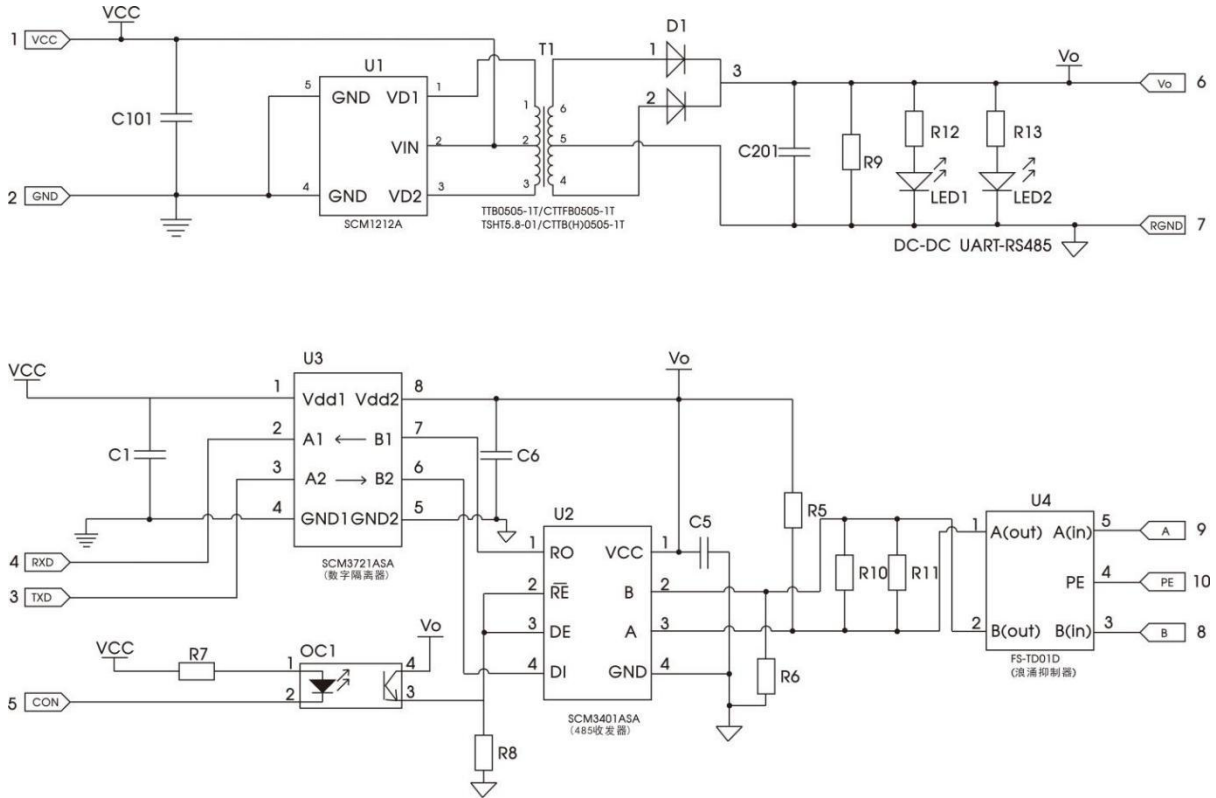 VCC
1 VCC
C101
2 GND
U1
5 GND VD1 1
VIN 2
4 GND VD2 3
SCM1212A
T1
1 6
2 5
3 4
TTB0505-1T/CTTFB0505-1T
TSHT5.8-01/CTTB(H)0505-1T
D1
1
2
3
C201
R9
R12
LED1
R13
LED2
Vo
Vo 6
RGND 7
DC-DC UART-RS485
VCC
C1
U3
1 Vdd1 Vdd2 8
2 A1 ← B1 7
3 A2 → B2 6
4 GND1 GND2 5
SCM3721ASA
(数字隔离器)
4 RXD
3 TXD
C6
Vo
U2
1 RO VCC 1
2 RE B 2
3 DE A 3
4 DI GND 4
SCM3401ASA
(485收发器)
C5
R5
R6
R10
R11
U4
1 A(out) A(in) 5
PE 4
2 B(out) B(in) 3
FS-TD01D
(浪涌抑制器)
A 9
PE 10
B 8
VCC
R7
OC1
1
2
4
3
Vo
5 CON
R8